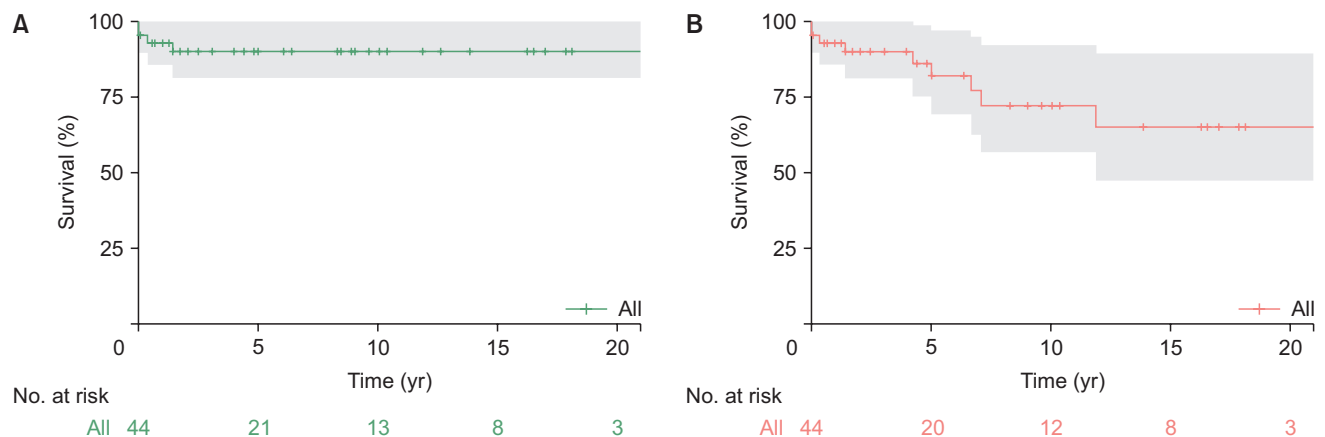 A
100
75
50
25
Survival (%)
0 5 10 15 20
Time (yr)
All
No. at risk
All 44 21 13 8 3
B
100
75
50
25
Survival (%)
0 5 10 15 20
Time (yr)
All
No. at risk
All 44 20 12 8 3